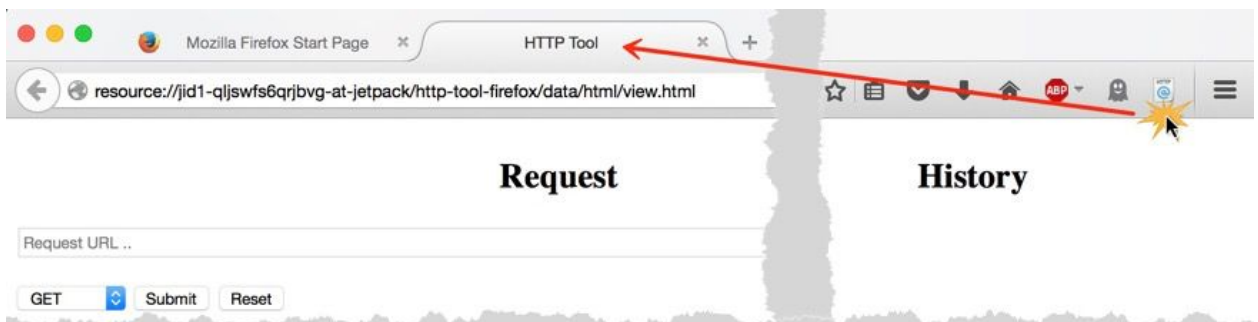 Mozilla Firefox Start Page
HTTP Tool
resource://jid1-qljswfs6qrjbvg-at-jetpack/http-tool-firefox/data/html/view.html
ABP
HTTP
Request
History
Request URL ..
GET Submit Reset